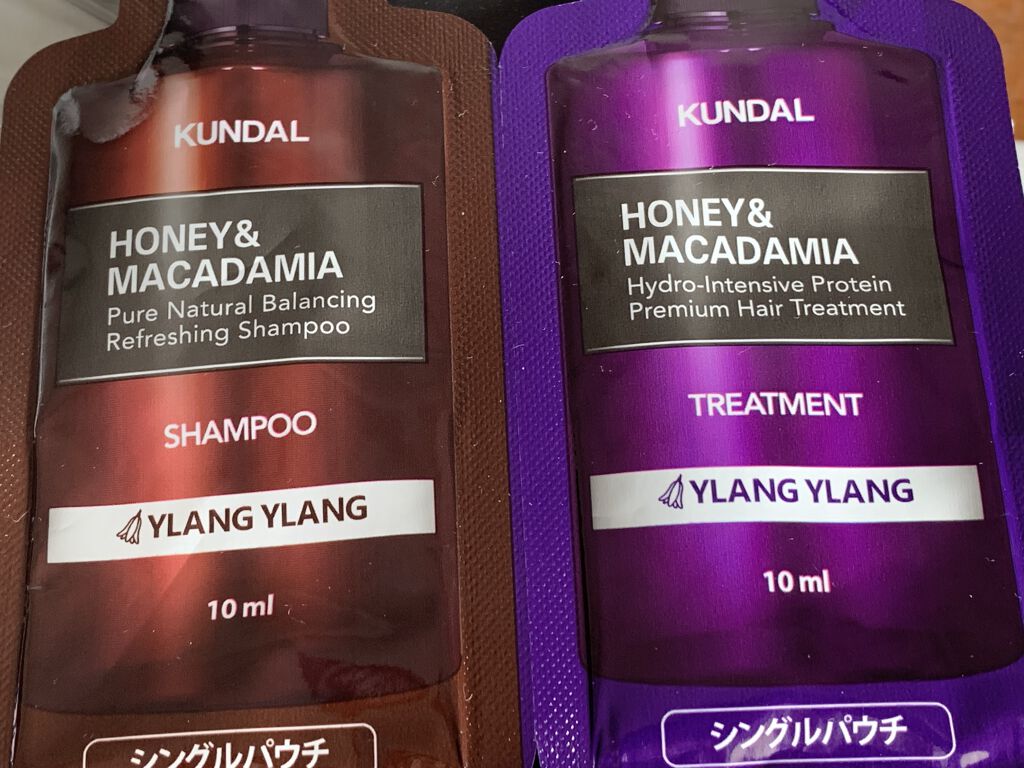 KUNDAL
HONEY&
MACADAMIA
Pure Natural Balancing
Refreshing Shampoo
SHAMPOO
YLANG YLANG
10 ml
シングルパウチ
KUNDAL
HONEY&
MACADAMIA
Hydro-Intensive Protein
Premium Hair Treatment
TREATMENT
YLANG YLANG
10 ml
シングルパウチ